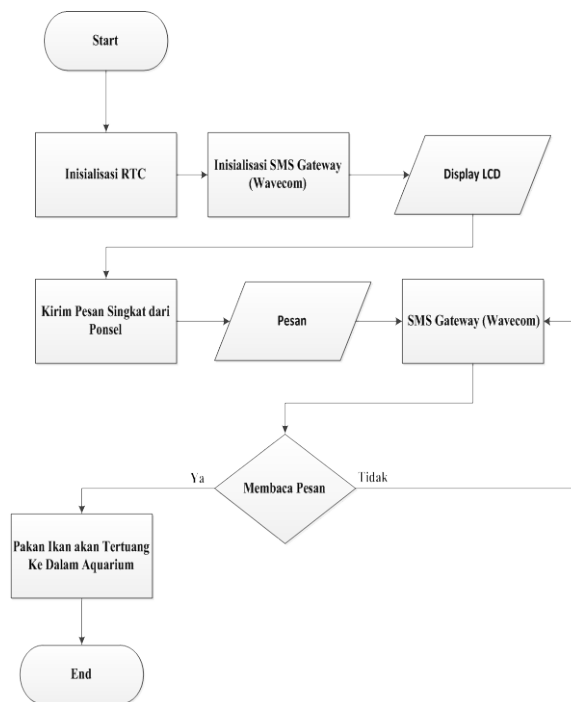 Start
Inisialisasi RTC
Inisialisasi SMS Gateway
(Wavecom)
Display LCD
Kirim Pesan Singkat dari
Ponsel
Pesan
SMS Gateway (Wavecom)
Membaca Pesan
Ya
Tidak
Pakan Ikan akan Tertuang
Ke Dalam Aquarium
End